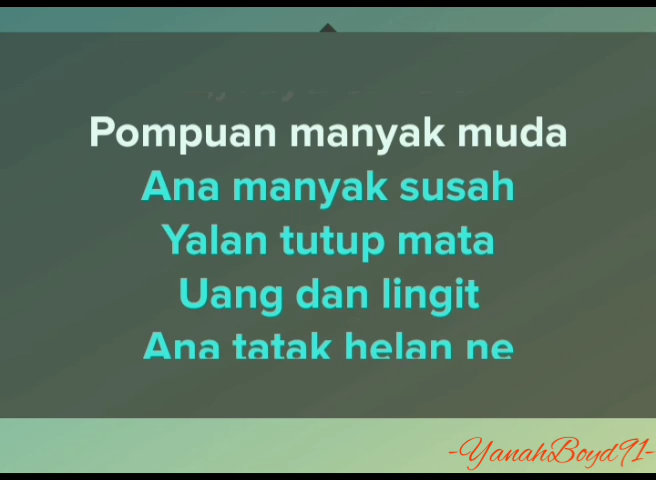 Pompuan manyak muda
Ana manyak susah
Yalan tutup mata
Uang dan lingit
Ana tatak helan ne
-YanahBoyd91-